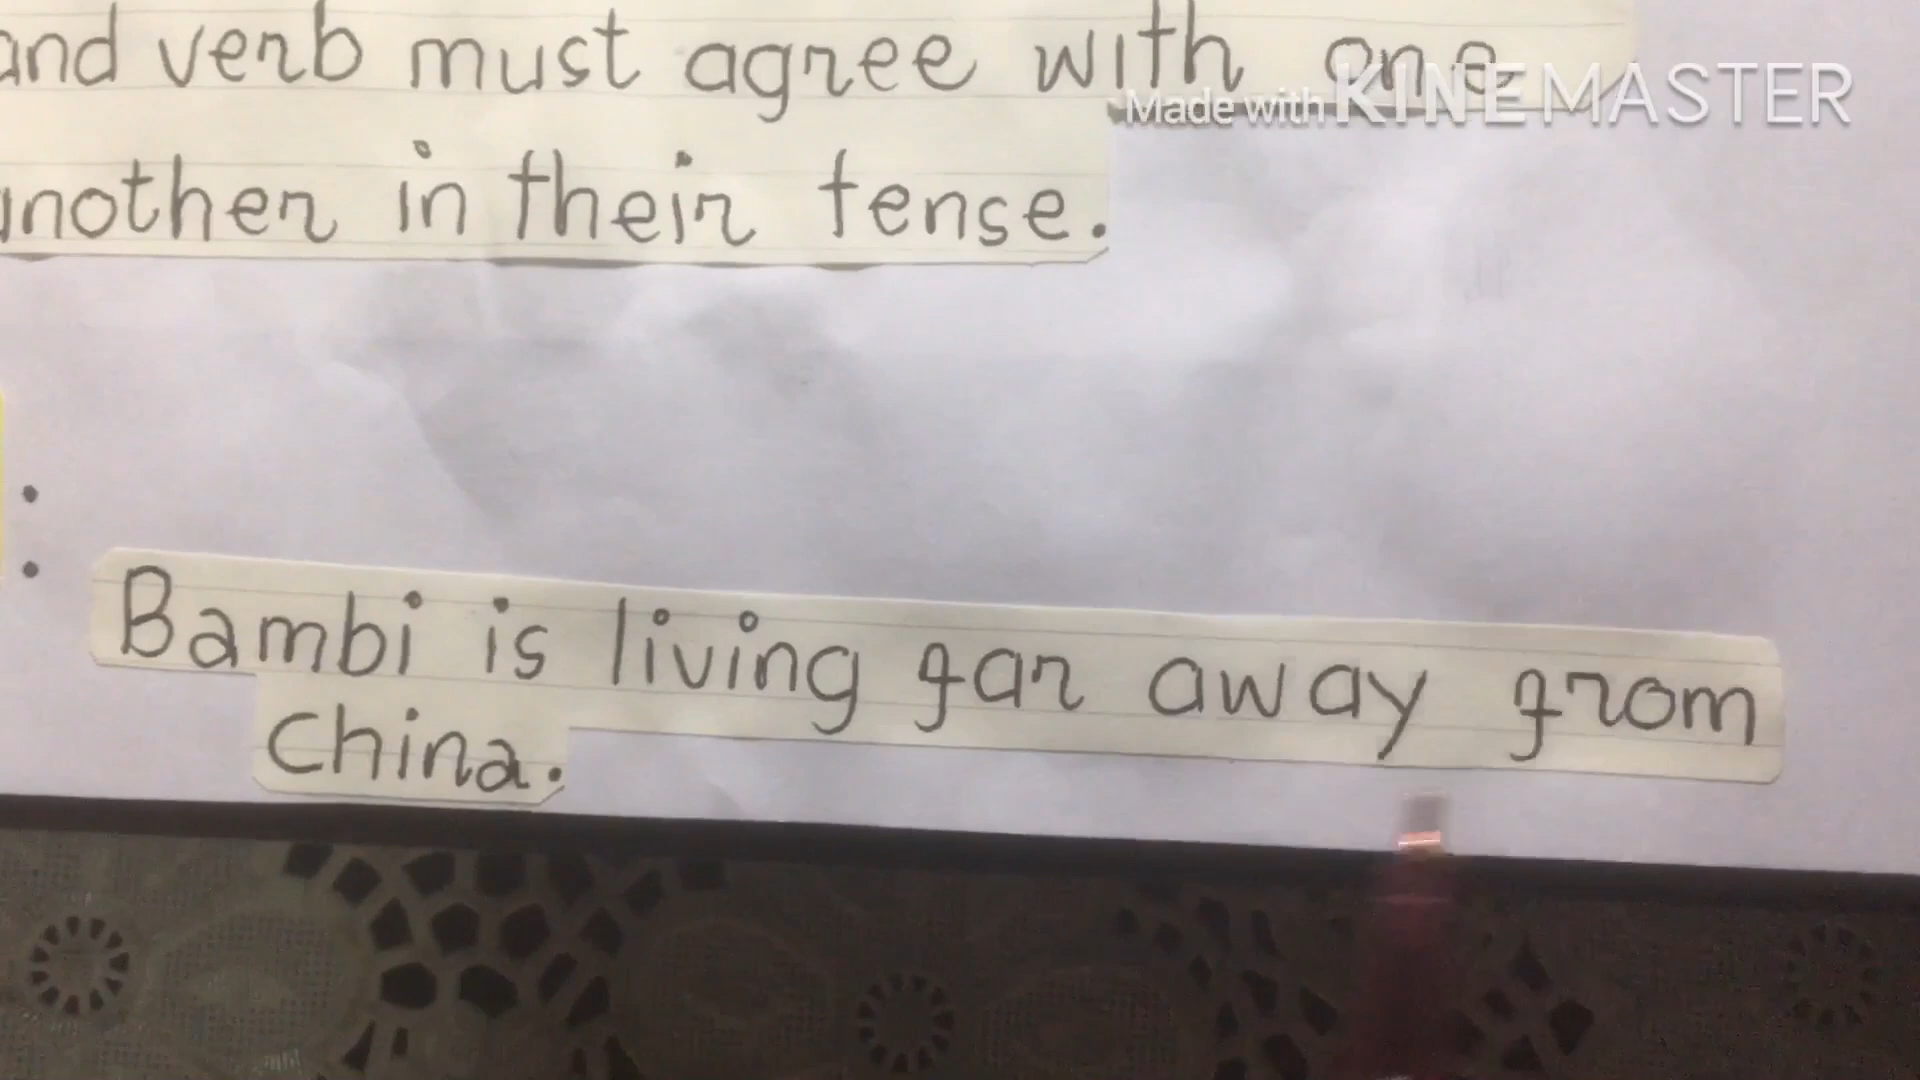 and verb must agree with one
Made with KINEMASTER
another in their tense.
:
Bambi is living far away from
China.